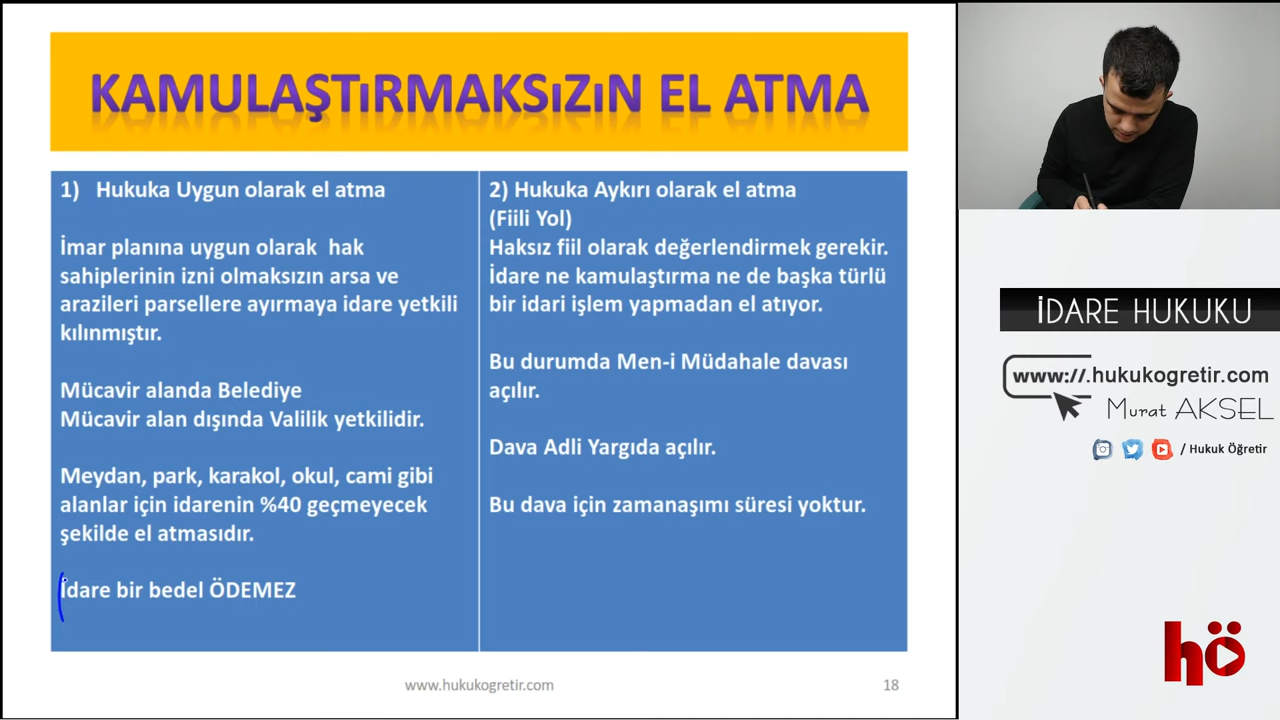 KAMULAŞTıRMAKSıZıN EL ATMA
1) Hukuka Uygun olarak el atma
İmar planına uygun olarak hak
sahiplerinin izni olmaksızın arsa ve
arazileri parsellere ayırmaya idare yetkili
kılınmıştır.
Mücavir alanda Belediye
Mücavir alan dışında Valilik yetkilidir.
Meydan, park, karakol, okul, cami gibi
alanlar için idarenin %40 geçmeyecek
şekilde el atmasıdır.
İdare bir bedel ÖDEMEZ
2) Hukuka Aykırı olarak el atma
(Fiili Yol)
Haksız fiil olarak değerlendirmek gerekir.
İdare ne kamulaştırma ne de başka türlü
bir idari işlem yapmadan el atıyor.
Bu durumda Men-i Müdahale davası
açılır.
Dava Adli Yargıda açılır.
Bu dava için zamanaşımı süresi yoktur.
www.hukukogretir.com
18
İDARE HUKUKU
www://.hukukogretir.com
Murat AKSEL
/ Hukuk Öğretir
hö